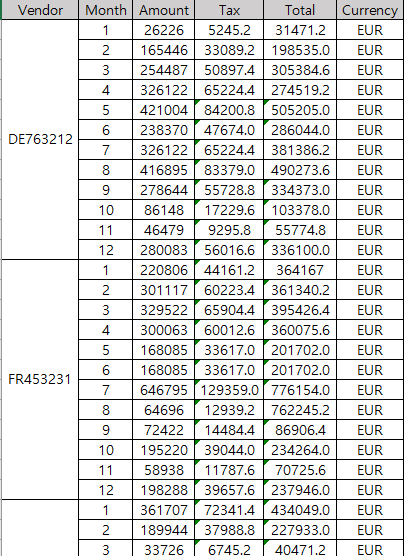 Vendor Month Amount Tax Total Currency
1 26226 5245.2 31471.2 EUR
2 165446 33089.2 198535.0 EUR
3 254487 50897.4 305384.6 EUR
4 326122 65224.4 274519.2 EUR
5 421004 84200.8 505205.0 EUR
6 238370 47674.0 286044.0 EUR
DE763212 7 326122 65224.4 381386.2 EUR
8 416895 83379.0 490273.6 EUR
9 278644 55728.8 334373.0 EUR
10 86148 17229.6 103378.0 EUR
11 46479 9295.8 55774.8 EUR
12 280083 56016.6 336100.0 EUR
1 220806 44161.2 364167 EUR
2 301117 60223.4 361340.2 EUR
3 329522 65904.4 395426.4 EUR
4 300063 60012.6 360075.6 EUR
5 168085 33617.0 201702.0 EUR
6 168085 33617.0 201702.0 EUR
FR453231 7 646795 129359.0 776154.0 EUR
8 64696 12939.2 762245.2 EUR
9 72422 14484.4 86906.4 EUR
10 195220 39044.0 234264.0 EUR
11 58938 11787.6 70725.6 EUR
12 198288 39657.6 237946.0 EUR
1 361707 72341.4 434049.0 EUR
2 189944 37988.8 227933.0 EUR
3 33726 6745.2 40471.2 EUR